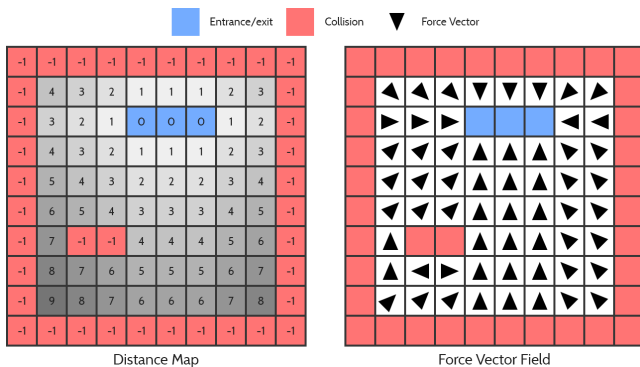 Entrance/exit Collision Force Vector
-1 -1 -1 -1 -1 -1 -1 -1 -1 -1
-1 4 3 2 1 1 1 2 3 -1
-1 3 2 1 0 0 0 1 2 -1
-1 4 3 2 1 1 1 2 3 -1
-1 5 4 3 2 2 2 3 4 -1
-1 6 5 4 3 3 3 4 5 -1
-1 7 -1 -1 4 4 4 5 6 -1
-1 8 7 6 5 5 5 6 7 -1
-1 9 8 7 6 6 6 7 8 -1
-1 -1 -1 -1 -1 -1 -1 -1 -1 -1
Distance Map Force Vector Field